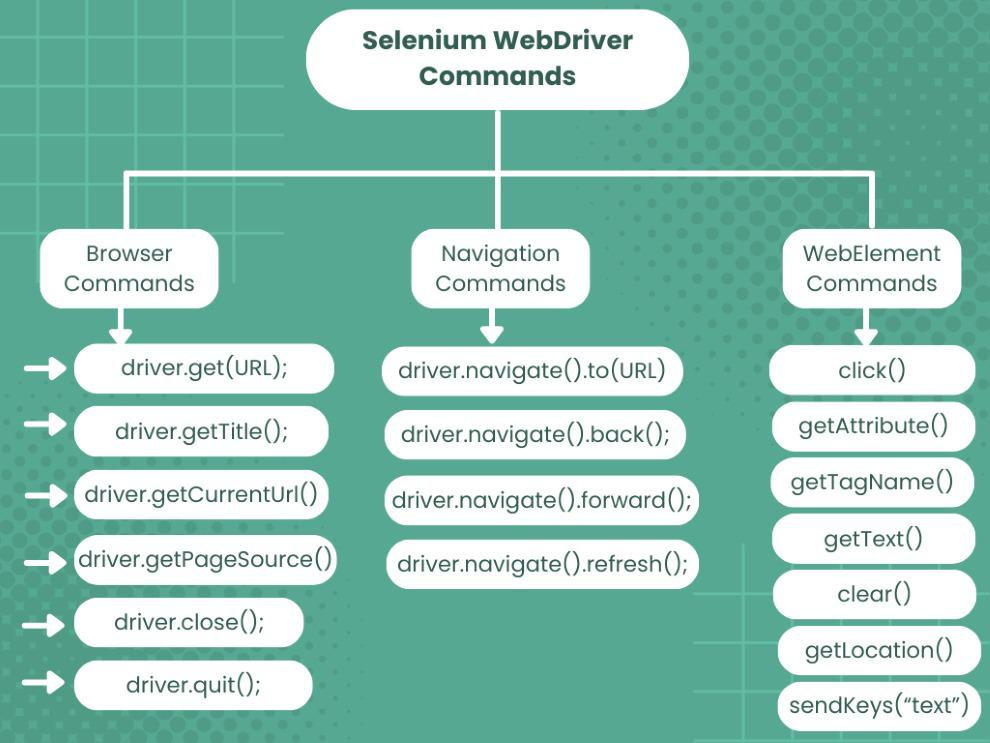 Selenium WebDriver
Commands
Browser
Commands
driver.get(URL);
driver.getTitle();
driver.getCurrentUrl()
driver.getPageSource()
driver.close();
driver.quit();
Navigation
Commands
driver.navigate().to(URL)
driver.navigate().back();
driver.navigate().forward();
driver.navigate().refresh();
WebElement
Commands
click()
getAttribute()
getTagName()
getText()
clear()
getLocation()
sendKeys(“text”)